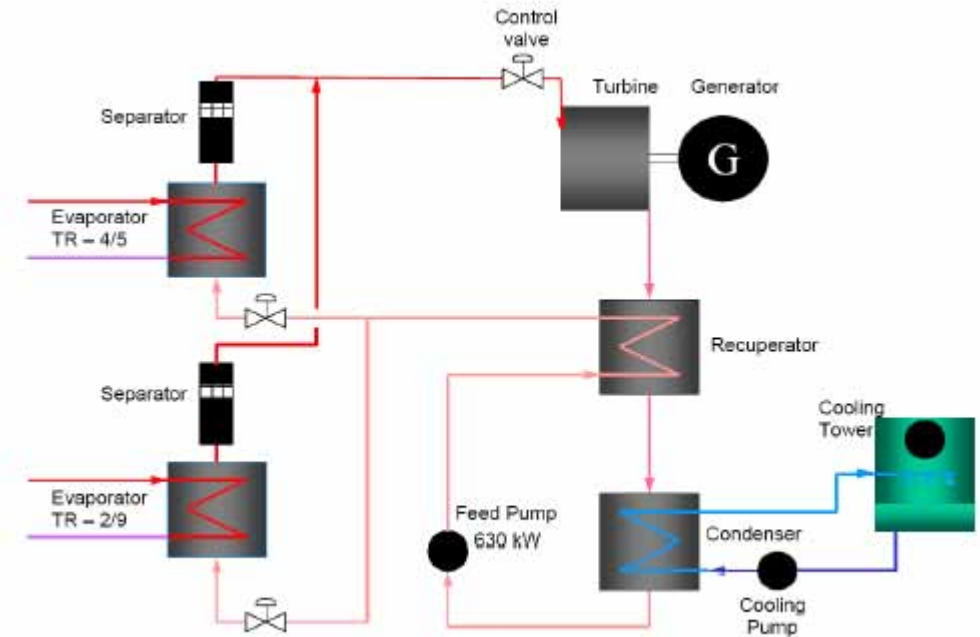 Control
valve
Turbine
Generator
Separator
G
Evaporator
TR – 4/5
Recuperator
Separator
Cooling
Tower
Evaporator
TR – 2/9
Feed Pump
630 kW
Condenser
Cooling
Pump